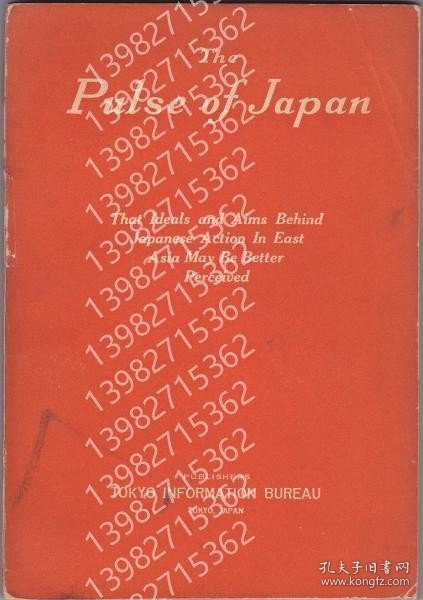 The
Pulse of Japan
That Ideals and Aims Behind
Japanese Action In East
Asia May Be Better
Perceived
PUBLISHERS
TOKYO INFORMATION BUREAU
TOKYO, JAPAN
13982715362
13982715362
13982715362
13982715362
13982715362
13982715362
13982715362
13982715362
13982715362
13982715362
13982715362
13982715362
13982715362
13982715362
孔夫子旧书网
www.kongfz.com